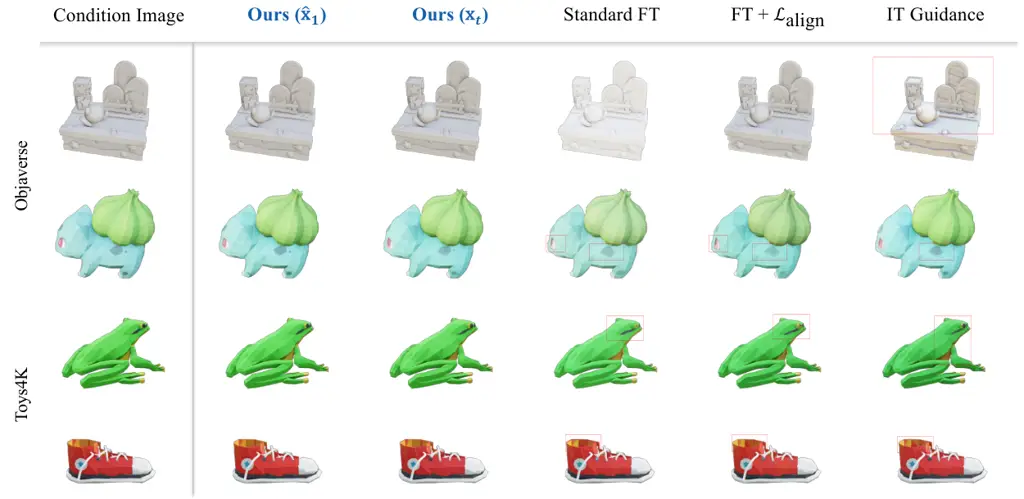 Condition Image
Ours (x̂₁)
Ours (xₜ)
Standard FT
FT + ℒalign
IT Guidance
Objaverse
Toys4K